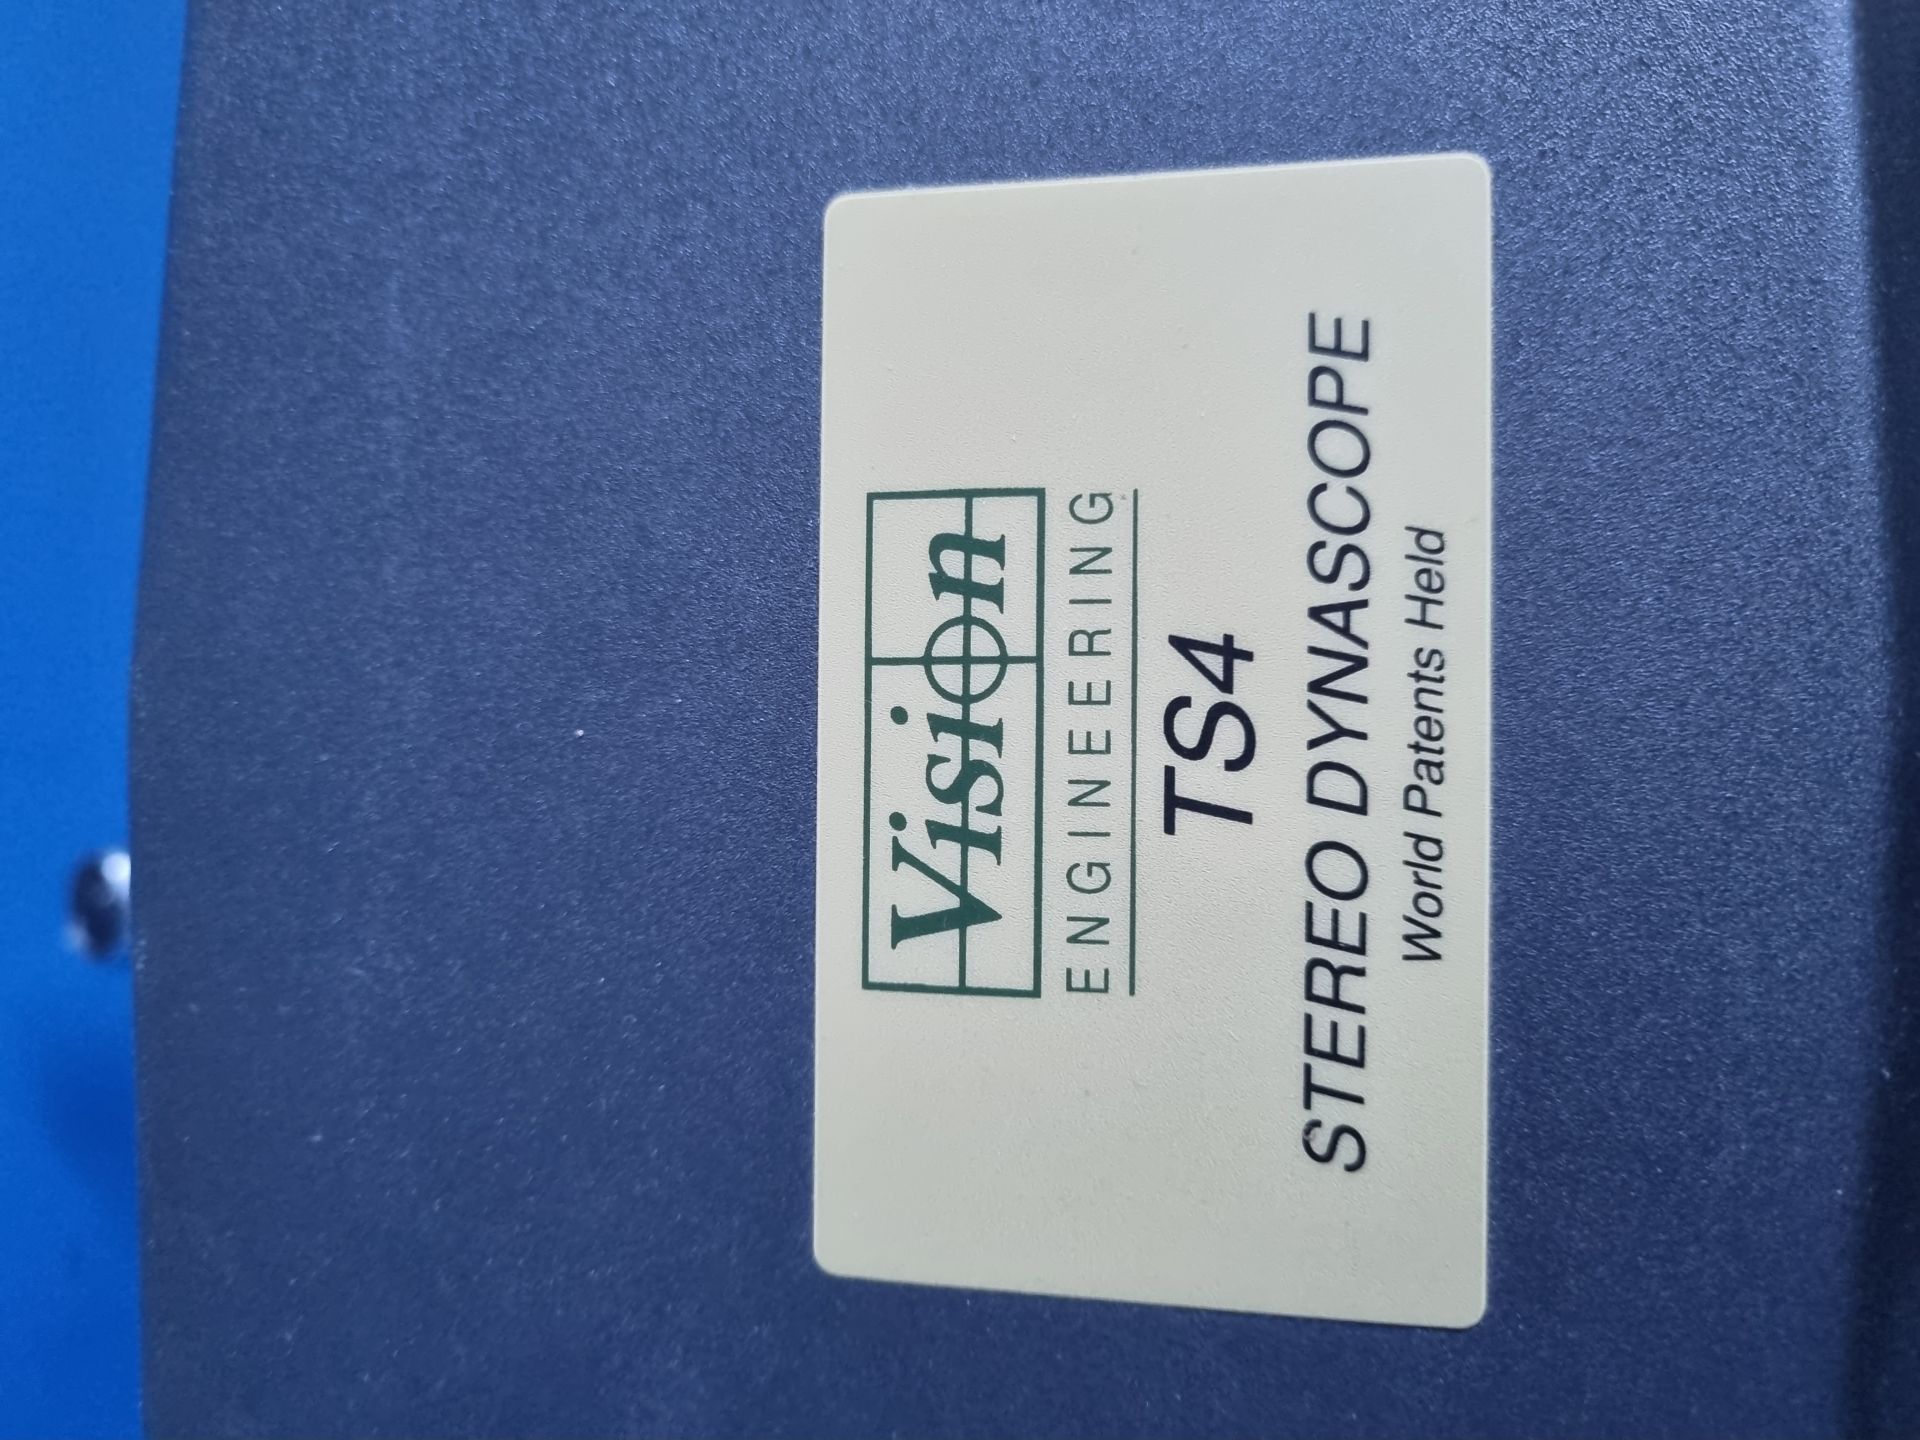 Vision
ENGINEERING
TS4
STEREO DYNASCOPE
World Patents Held